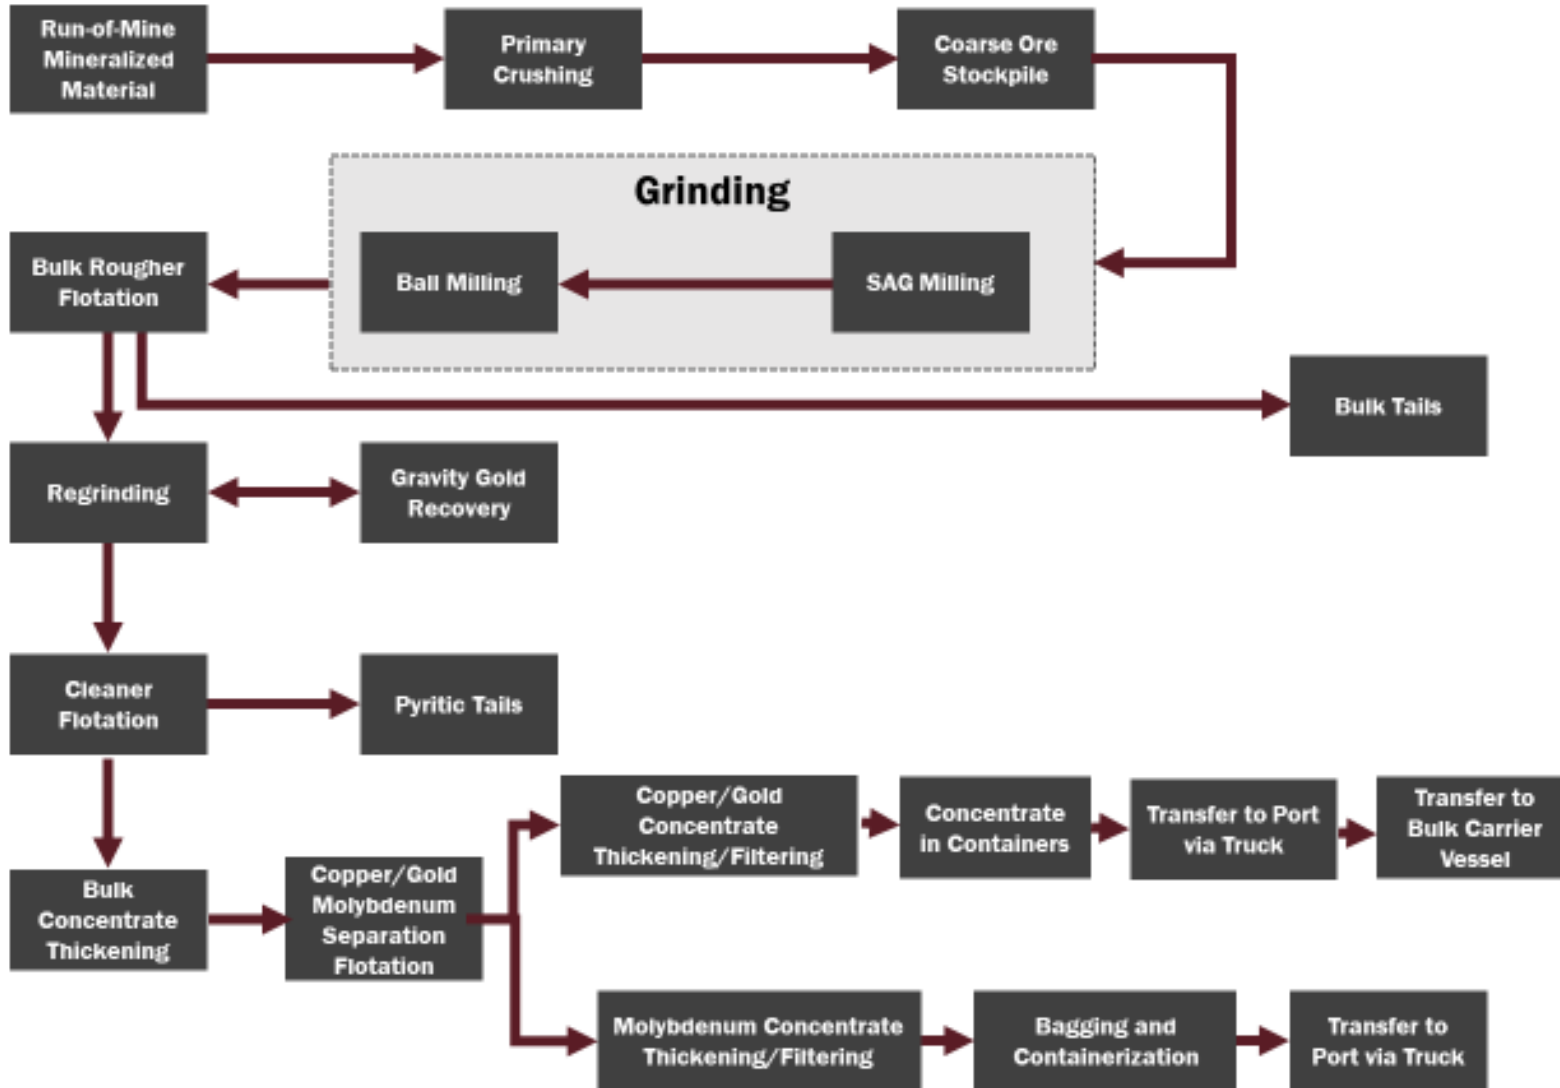 Run-of-Mine
Mineralized
Material
Primary
Crushing
Coarse Ore
Stockpile
Grinding
Bulk Rougher
Flotation
Ball Milling
SAG Milling
Bulk Tails
Regrinding
Gravity Gold
Recovery
Cleaner
Flotation
Pyritic Tails
Bulk
Concentrate
Thickening
Copper/Gold
Molybdenum
Separation
Flotation
Copper/Gold
Concentrate
Thickening/Filtering
Concentrate
in Containers
Transfer to Port
via Truck
Transfer to
Bulk Carrier
Vessel
Molybdenum Concentrate
Thickening/Filtering
Bagging and
Containerization
Transfer to
Port via Truck